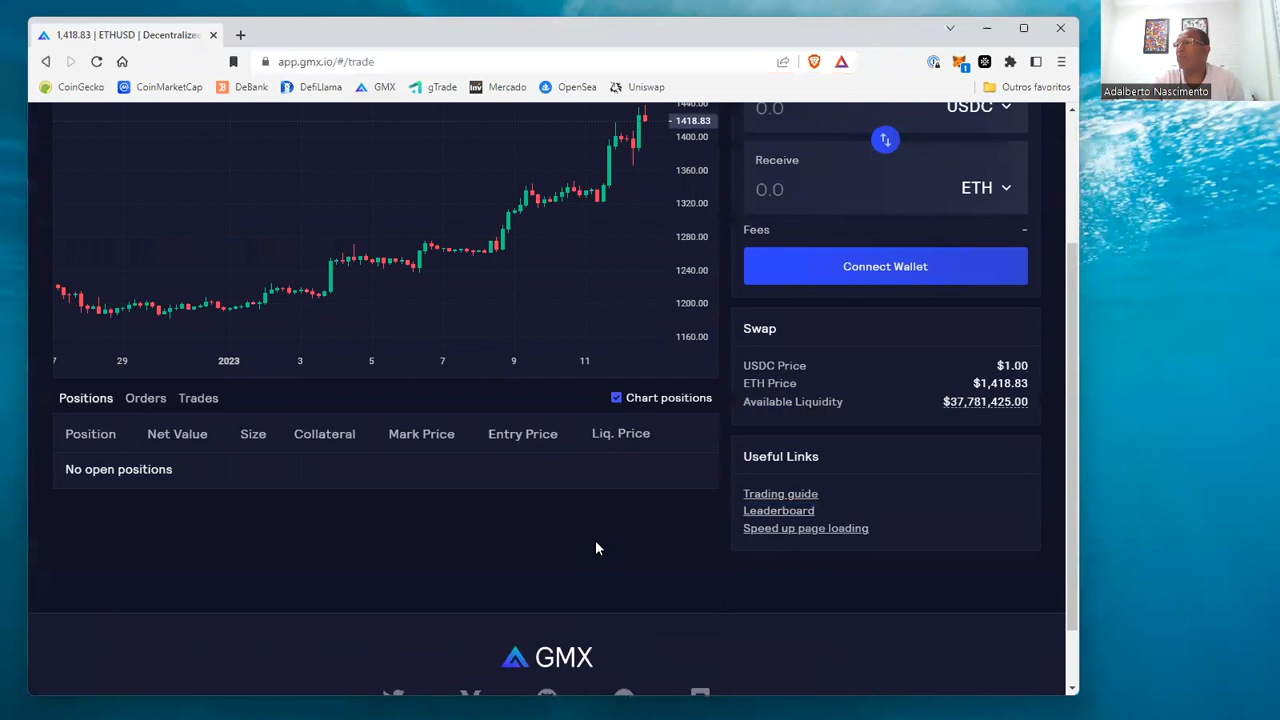 1,418.83 | ETHUSD | Decentralized
app.gmx.io/#/trade
CoinGecko CoinMarketCap DeBank DefiLlama GMX gTrade Mercado OpenSea Uniswap Outros favoritos
Adalberto Nascimento
1440.00
1418.83
1400.00
1360.00
1320.00
1280.00
1240.00
1200.00
1160.00
29 2023 3 5 7 9 11
0.0 USDC
Receive
0.0 ETH
Fees -
Connect Wallet
Swap
USDC Price $1.00
ETH Price $1,418.83
Available Liquidity $37,781,425.00
Positions Orders Trades Chart positions
Position Net Value Size Collateral Mark Price Entry Price Liq. Price
No open positions
Useful Links
Trading guide
Leaderboard
Speed up page loading
GMX